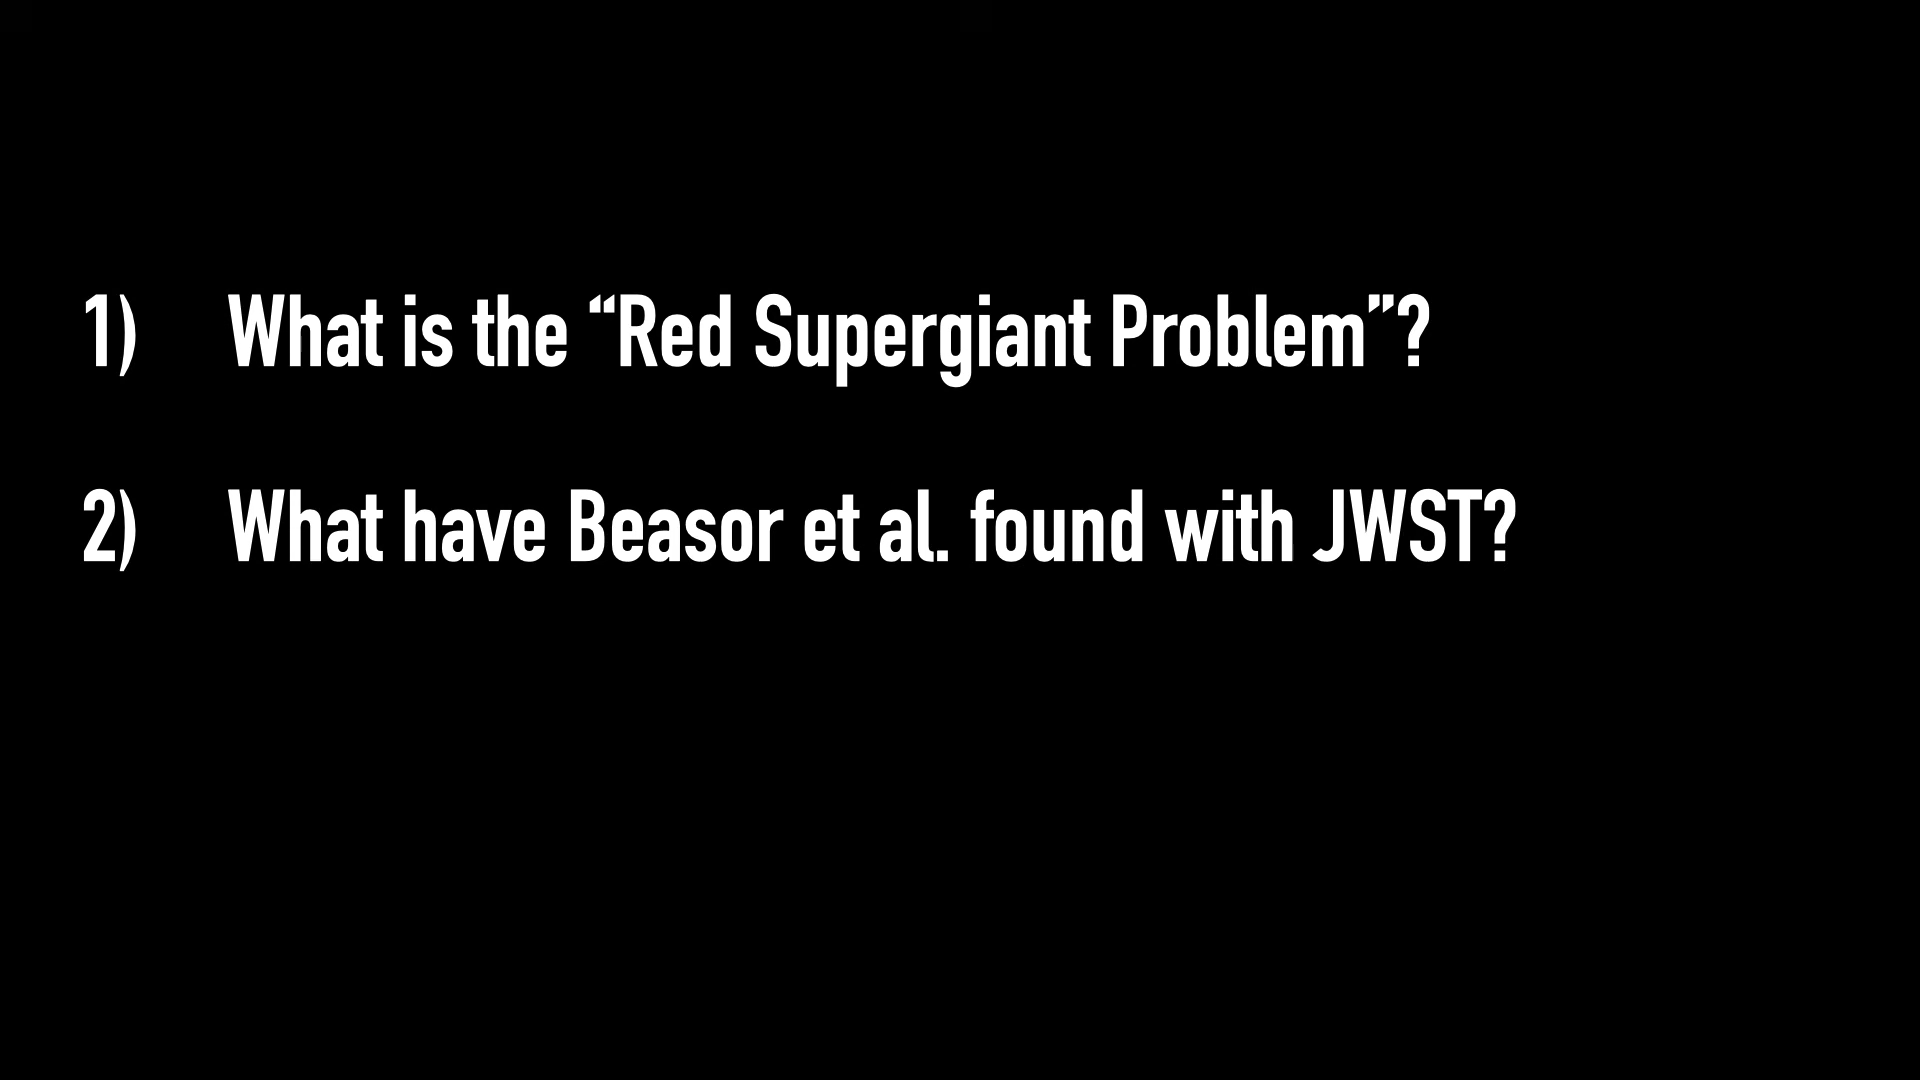 1) What is the “Red Supergiant Problem”?
2) What have Beasor et al. found with JWST?